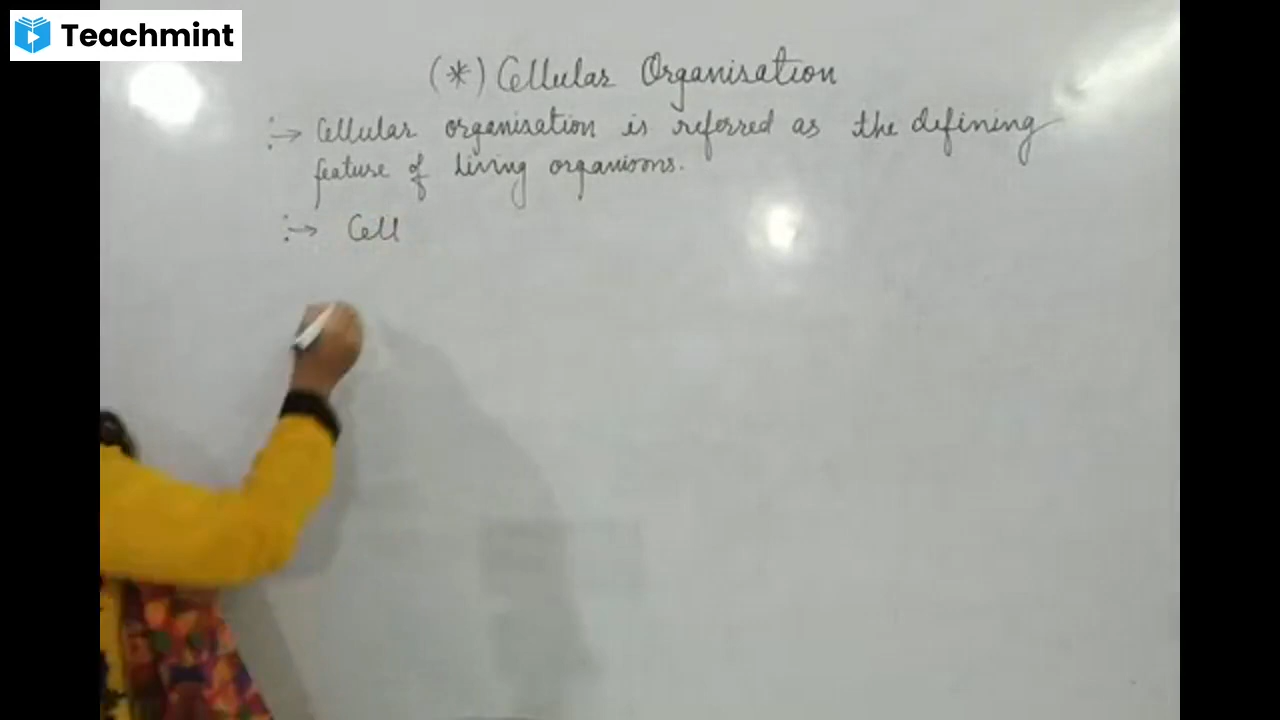 Teachmint
(*) Cellular Organisation
:→ Cellular organisation is referred as the defining
feature of living organisms.
:→ Cell